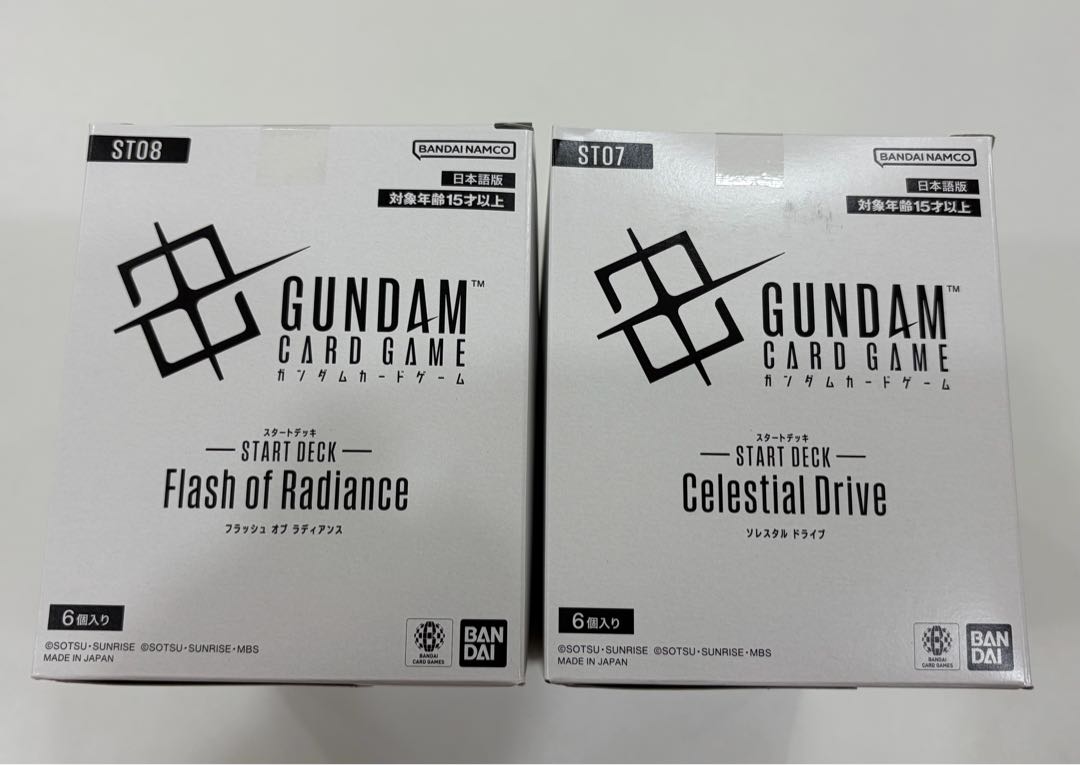 ST08
BANDAI NAMCO
日本語版
対象年齢15才以上
GUNDAM™
CARD GAME
ガンダムカードゲーム
スタートデッキ
START DECK
Flash of Radiance
フラッシュ オブ ラディアンス
6個入り
©SOTSU・SUNRISE ©SOTSU・SUNRISE・MBS
MADE IN JAPAN
BANDAI
CARD GAMES
BAN
DAI
ST07
BANDAI NAMCO
日本語版
対象年齢15才以上
GUNDAM™
CARD GAME
ガンダムカードゲーム
スタートデッキ
START DECK
Celestial Drive
ソレスタル ドライブ
6個入り
©SOTSU・SUNRISE ©SOTSU・SUNRISE・MBS
MADE IN JAPAN
BANDAI
CARD GAMES
BAN
DAI